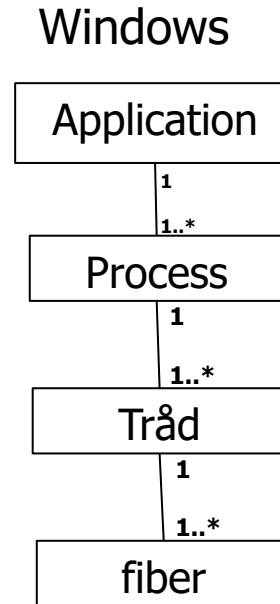 Windows
Application
1
1..*
Process
1
1..*
Tråd
1
1..*
fiber